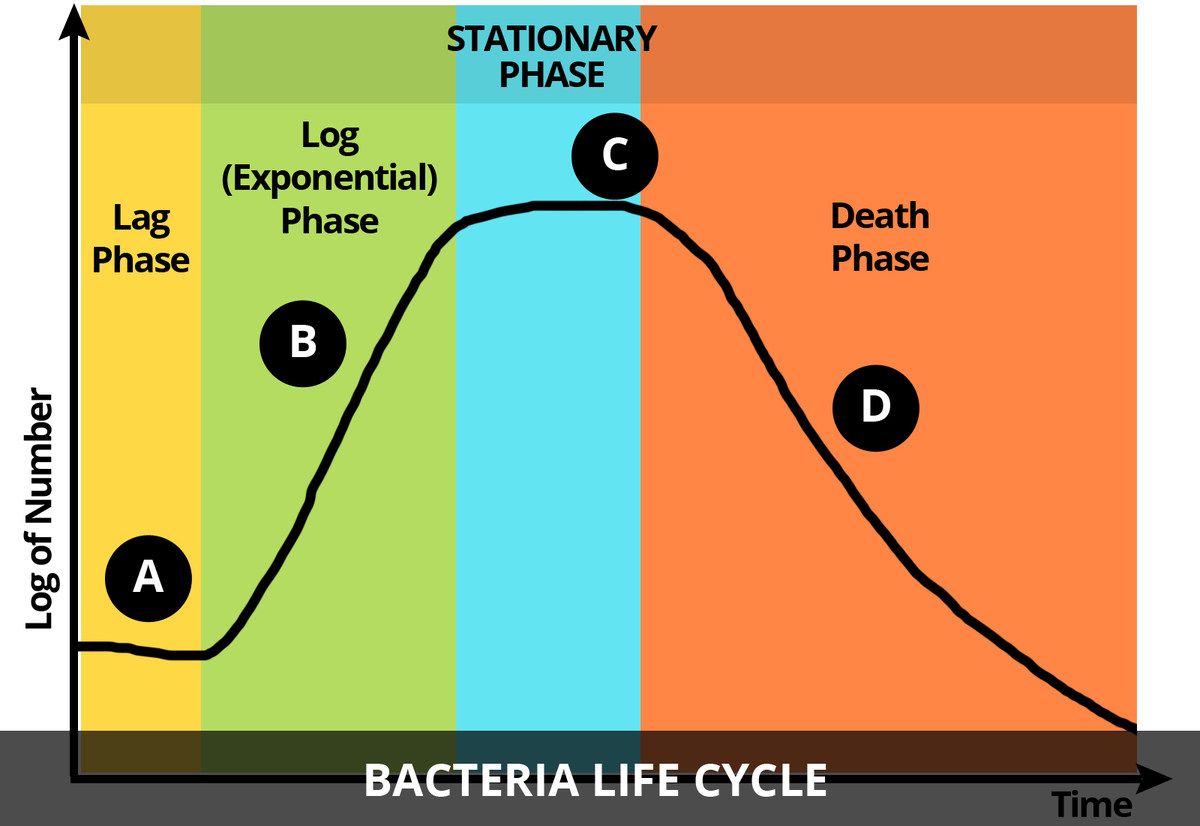 STATIONARY
PHASE
Log
(Exponential)
Phase
Lag
Phase
Death
Phase
A
B
C
D
Log of Number
BACTERIA LIFE CYCLE
Time